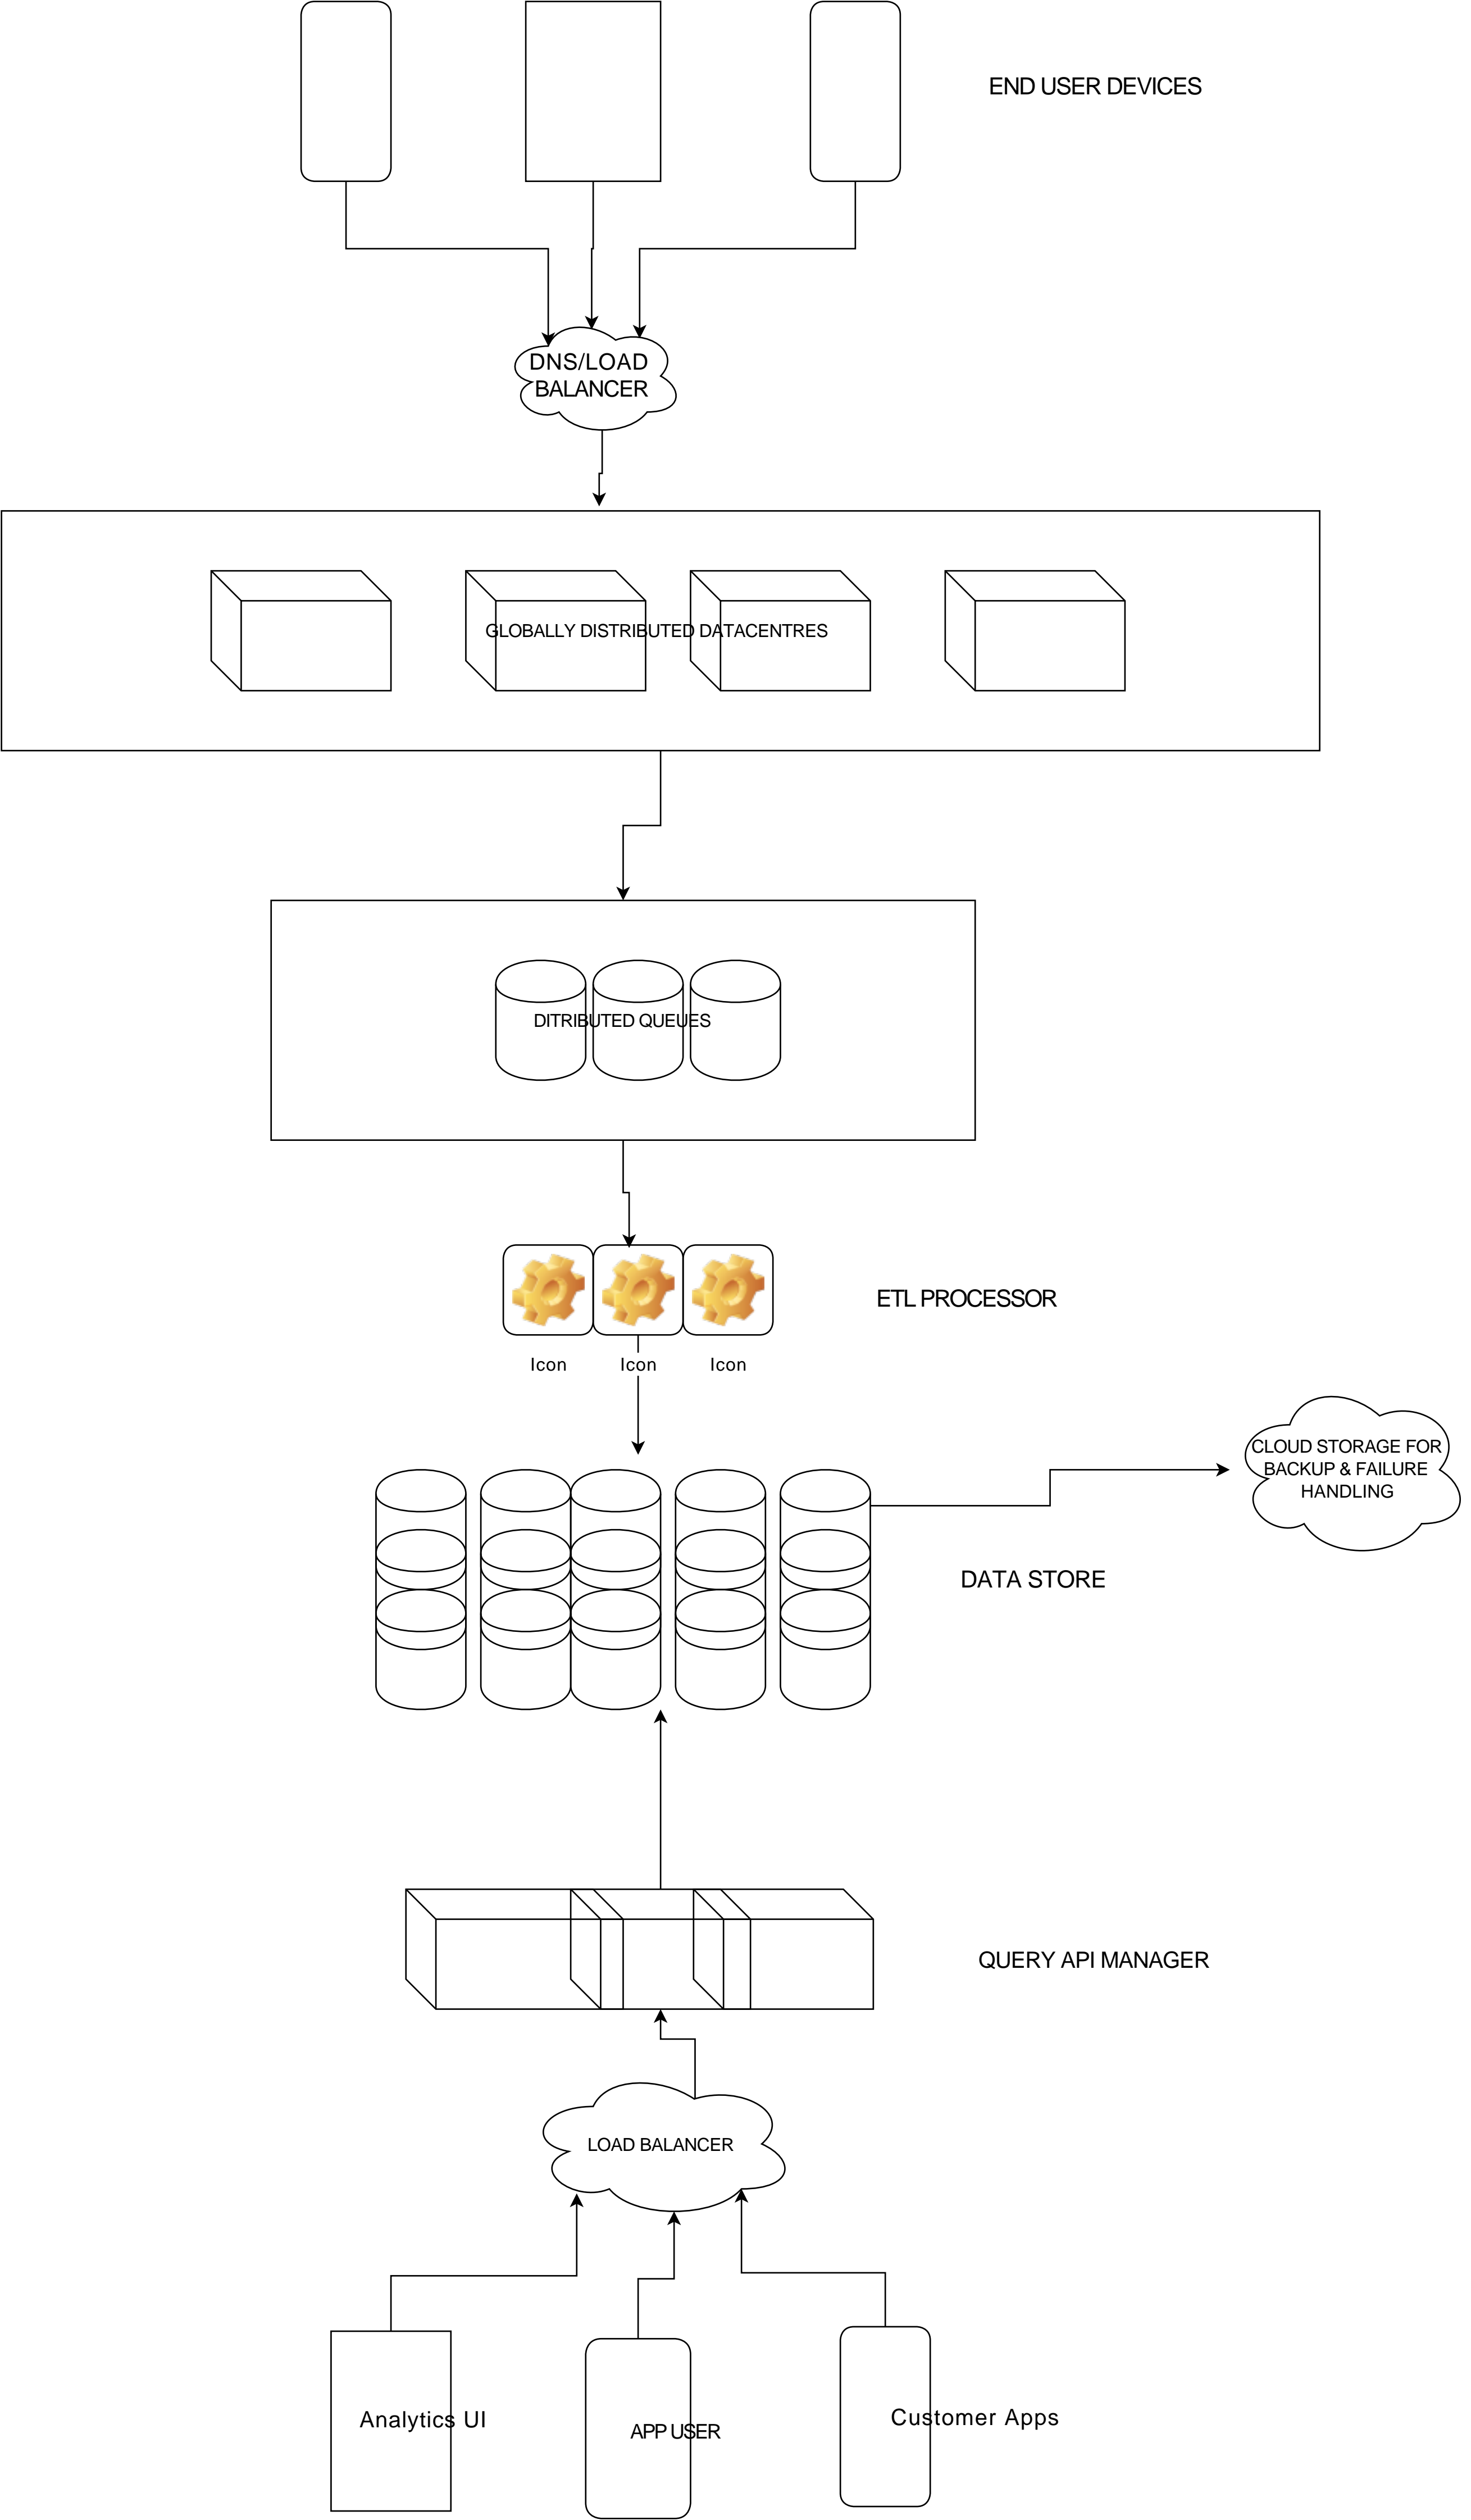 END USER DEVICES
DNS/LOAD
BALANCER
GLOBALLY DISTRIBUTED DATACENTRES
DITRIBUTED QUEUES
ETL PROCESSOR
Icon
Icon
Icon
CLOUD STORAGE FOR
BACKUP & FAILURE
HANDLING
DATA STORE
QUERY API MANAGER
LOAD BALANCER
Analytics UI
APP USER
Customer Apps